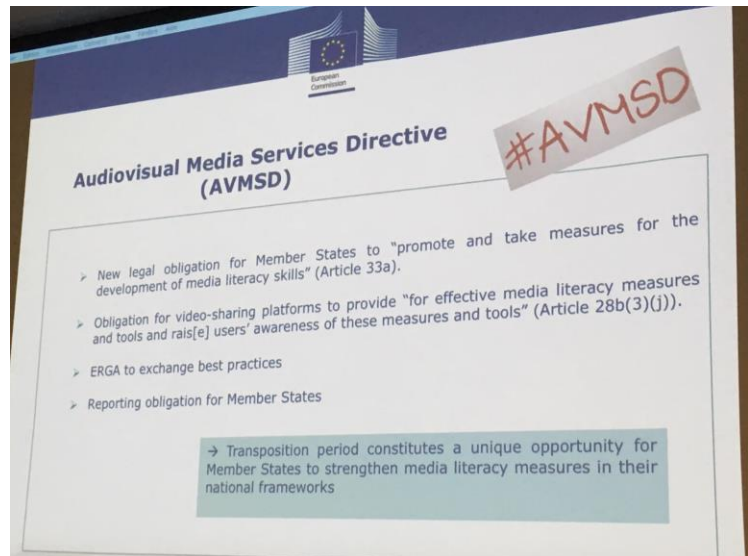 European
Commission
#AVMSD
Audiovisual Media Services Directive
(AVMSD)
➢ New legal obligation for Member States to “promote and take measures for the
development of media literacy skills” (Article 33a).
➢ Obligation for video-sharing platforms to provide “for effective media literacy measures
and tools and rais[e] users’ awareness of these measures and tools” (Article 28b(3)(j)).
➢ ERGA to exchange best practices
➢ Reporting obligation for Member States
→ Transposition period constitutes a unique opportunity for
Member States to strengthen media literacy measures in their
national frameworks